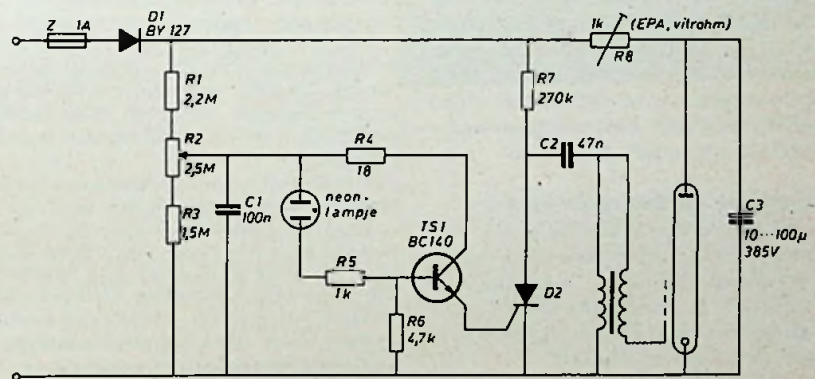 Z 1A
D1
BY 127
1k (EPA, vitrohm)
R8
R1
2,2M
R7
270k
R2
2,5M
R4
18
C2 47n
C1
100n
neon-
lampje
R3
1,5M
TS1
BC140
C3
10...100µ
385V
R5
1k
D2
R6
4,7k